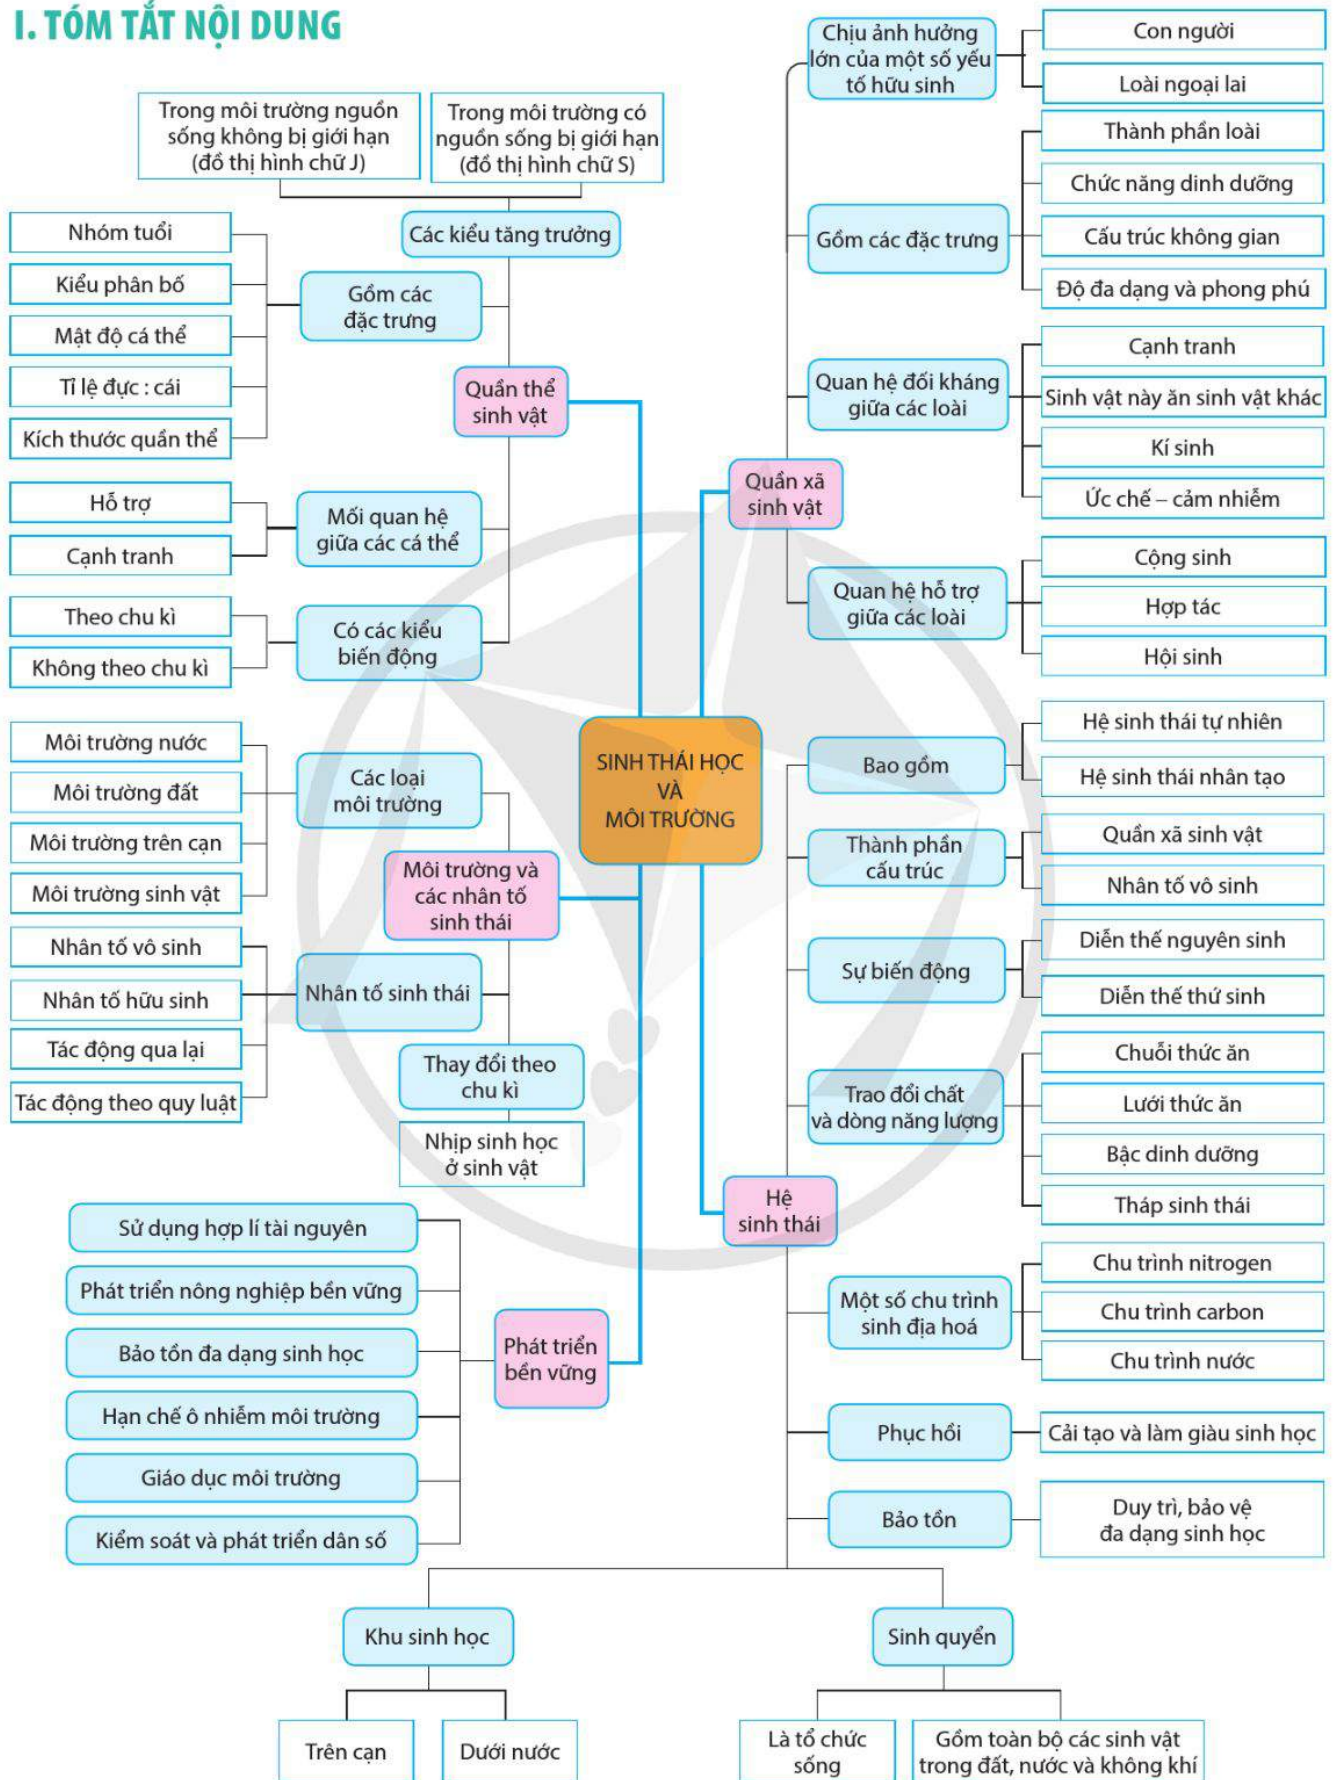 I. TÓM TẮT NỘI DUNG
Trong môi trường nguồn
sống không bị giới hạn
(đồ thị hình chữ J)
Trong môi trường có
nguồn sống bị giới hạn
(đồ thị hình chữ S)
Các kiểu tăng trưởng
Nhóm tuổi
Kiểu phân bố
Mật độ cá thể
Tỉ lệ đực : cái
Kích thước quần thể
Gồm các
đặc trưng
Quần thể
sinh vật
Hỗ trợ
Cạnh tranh
Mối quan hệ
giữa các cá thể
Theo chu kì
Không theo chu kì
Có các kiểu
biến động
Chịu ảnh hưởng
lớn của một số yếu
tố hữu sinh
Con người
Loài ngoại lai
Gồm các đặc trưng
Thành phần loài
Chức năng dinh dưỡng
Cấu trúc không gian
Độ đa dạng và phong phú
Quan hệ đối kháng
giữa các loài
Cạnh tranh
Sinh vật này ăn sinh vật khác
Kí sinh
Ức chế – cảm nhiễm
Quần xã
sinh vật
Quan hệ hỗ trợ
giữa các loài
Cộng sinh
Hợp tác
Hội sinh
SINH THÁI HỌC
VÀ
MÔI TRƯỜNG
Môi trường nước
Môi trường đất
Môi trường trên cạn
Môi trường sinh vật
Các loại
môi trường
Môi trường và
các nhân tố
sinh thái
Nhân tố vô sinh
Nhân tố hữu sinh
Tác động qua lại
Tác động theo quy luật
Nhân tố sinh thái
Thay đổi theo
chu kì
Nhịp sinh học
ở sinh vật
Sử dụng hợp lí tài nguyên
Phát triển nông nghiệp bền vững
Bảo tồn đa dạng sinh học
Hạn chế ô nhiễm môi trường
Giáo dục môi trường
Kiểm soát và phát triển dân số
Phát triển
bền vững
Bao gồm
Hệ sinh thái tự nhiên
Hệ sinh thái nhân tạo
Thành phần
cấu trúc
Quần xã sinh vật
Nhân tố vô sinh
Sự biến động
Diễn thế nguyên sinh
Diễn thế thứ sinh
Trao đổi chất
và dòng năng lượng
Chuỗi thức ăn
Lưới thức ăn
Bậc dinh dưỡng
Tháp sinh thái
Hệ
sinh thái
Một số chu trình
sinh địa hoá
Chu trình nitrogen
Chu trình carbon
Chu trình nước
Phục hồi
Cải tạo và làm giàu sinh học
Bảo tồn
Duy trì, bảo vệ
đa dạng sinh học
Khu sinh học
Trên cạn
Dưới nước
Sinh quyển
Là tổ chức
sống
Gồm toàn bộ các sinh vật
trong đất, nước và không khí